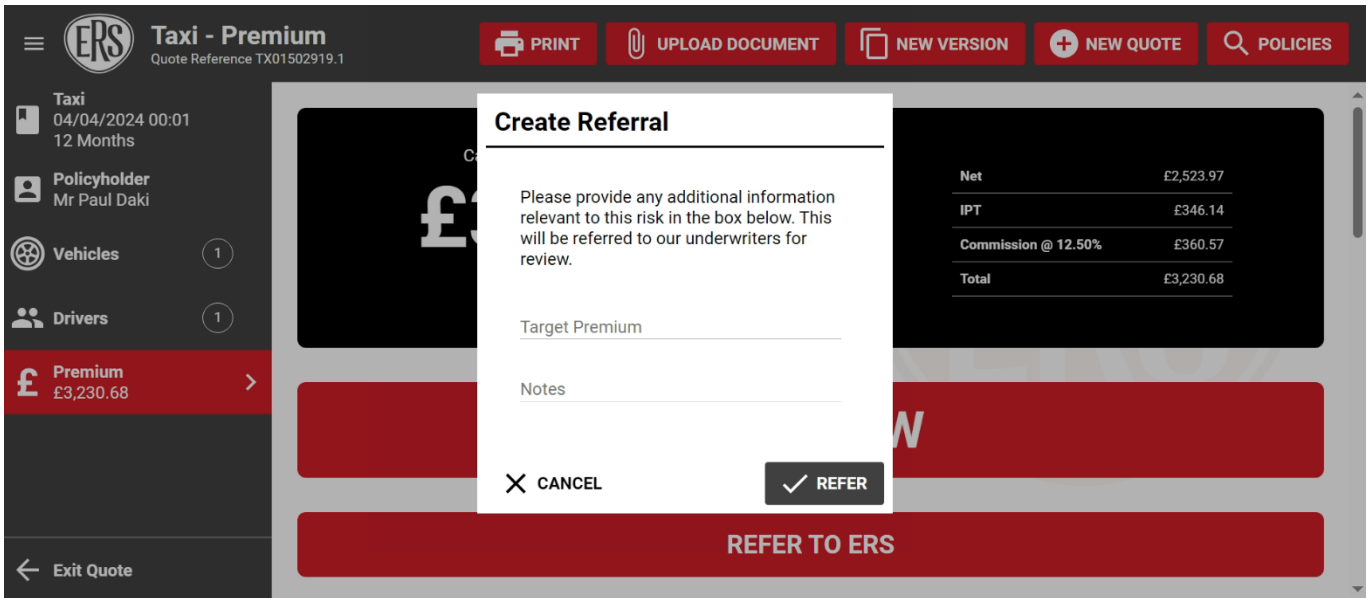 ERS
Taxi - Premium
Quote Reference TX01502919.1
PRINT
UPLOAD DOCUMENT
NEW VERSION
NEW QUOTE
POLICIES
Taxi
04/04/2024 00:01
12 Months
Policyholder
Mr Paul Daki
Vehicles
1
Drivers
1
£
Premium
£3,230.68
Exit Quote
Create Referral
Please provide any additional information
relevant to this risk in the box below. This
will be referred to our underwriters for
review.
Target Premium
Notes
CANCEL
REFER
Net £2,523.97
IPT £346.14
Commission @ 12.50% £360.57
Total £3,230.68
REFER TO ERS